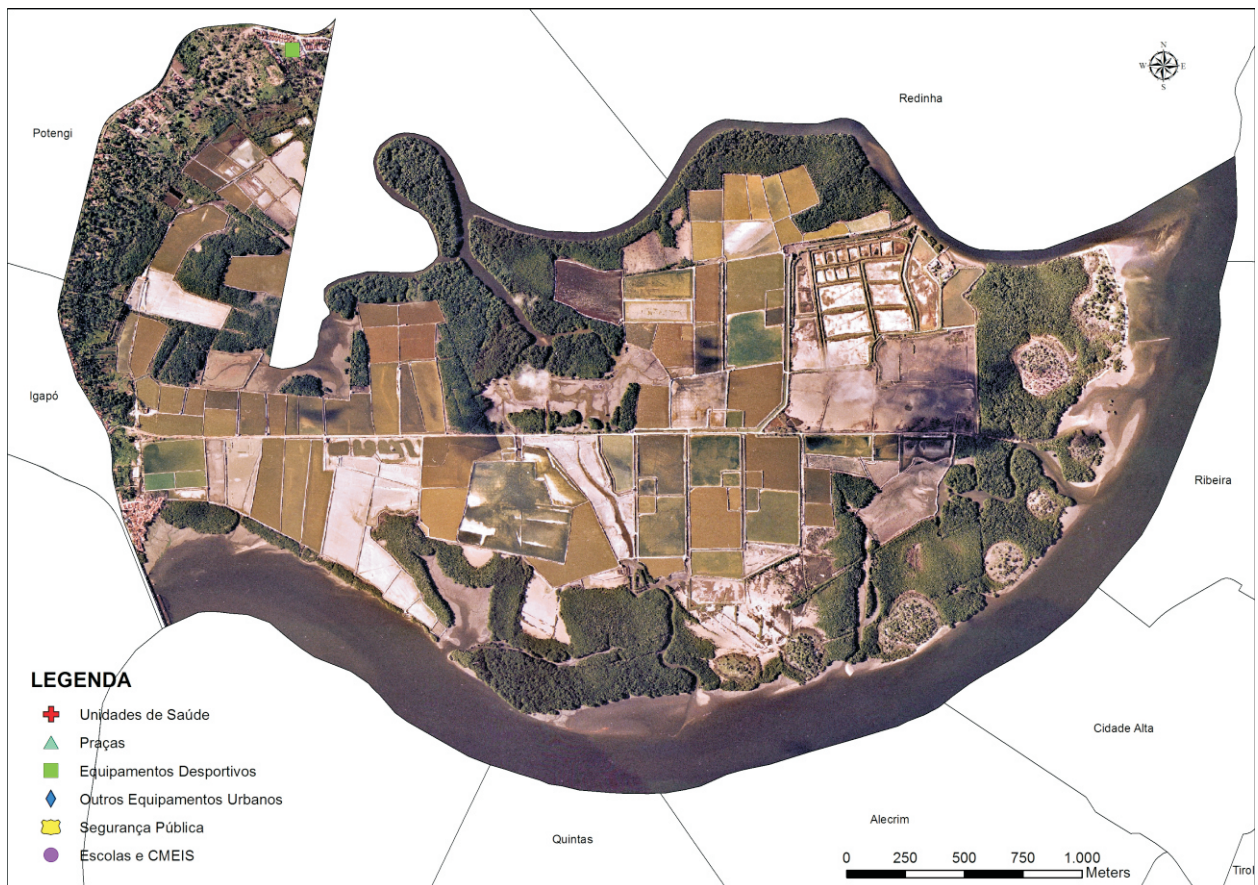 N
W E
S
Redinha
Potengi
Igapó
Ribeira
LEGENDA
Unidades de Saúde
Praças
Equipamentos Desportivos
Outros Equipamentos Urbanos
Segurança Pública
Escolas e CMEIS
Cidade Alta
Alecrim
Quintas
0 250 500 750 1.000
Meters
Tirol